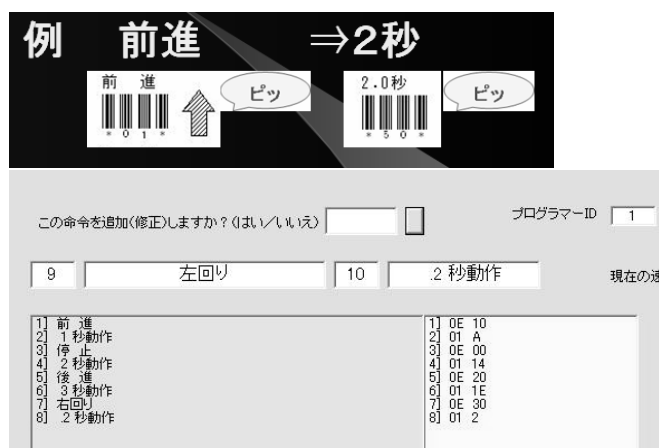 例 前進 ⇒2秒
前 進
ピッ
2.0秒
ピッ
* 0 1 *
* 5 0 *
この命令を追加(修正)しますか?(はい/いいえ)
プログラマーID 1
9 左回り 10 .2 秒動作
現在の
1] 前 進
2] 1 秒動作
3] 停 止
4] 2 秒動作
5] 後 進
6] 3 秒動作
7] 右回り
8] .2 秒動作
1] 0E 10
2] 01 A
3] 0E 00
4] 01 14
5] 0E 20
6] 01 1E
7] 0E 30
8] 01 2